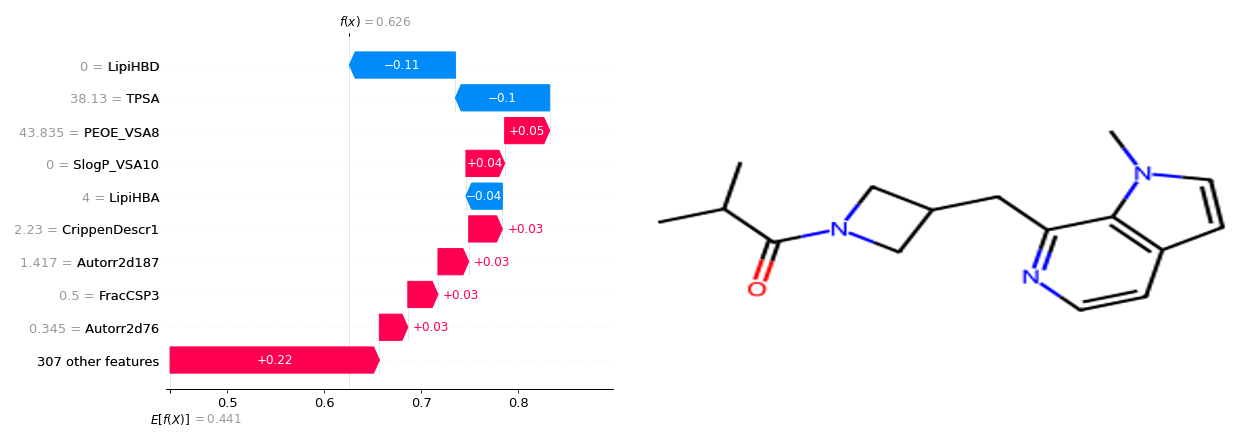 f(x) = 0.626
0 = LipiHBD
−0.11
38.13 = TPSA
−0.1
43.835 = PEOE_VSA8
+0.05
0 = SlogP_VSA10
+0.04
4 = LipiHBA
−0.04
2.23 = CrippenDescr1
+0.03
1.417 = Autorr2d187
+0.03
0.5 = FracCSP3
+0.03
0.345 = Autorr2d76
+0.03
307 other features
+0.22
0.5 0.6 0.7 0.8
E[f(X)] = 0.441
N
N
N
O